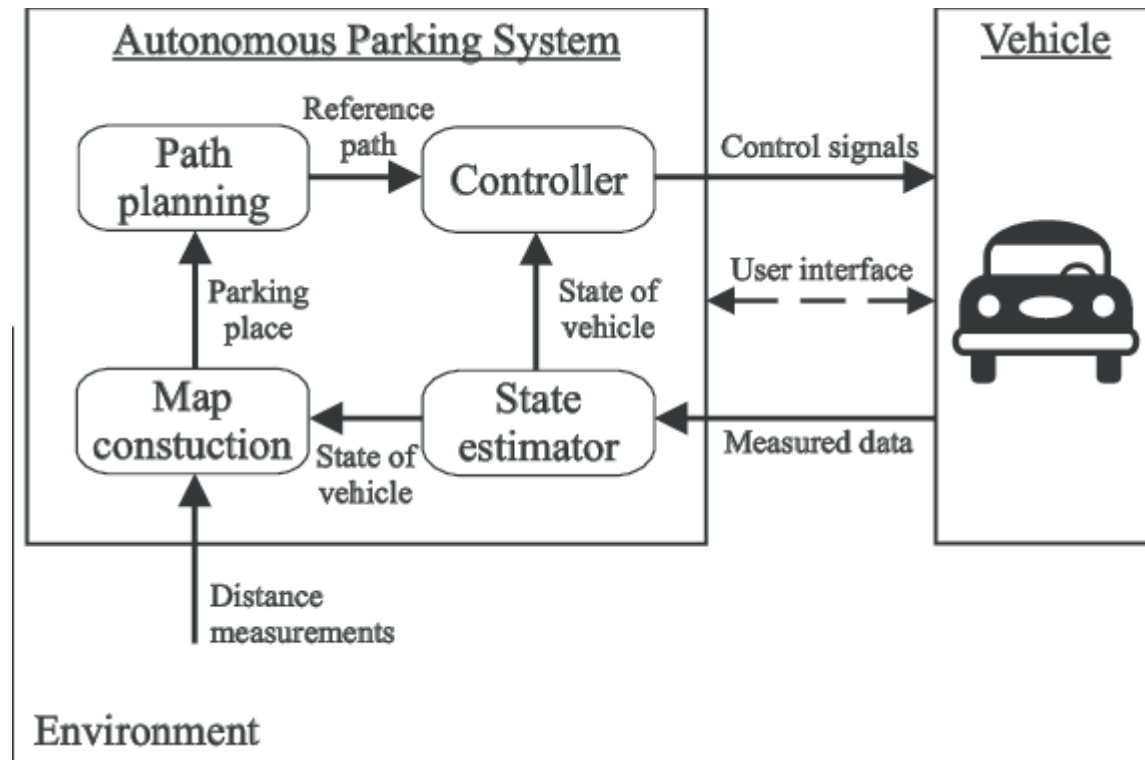 Autonomous Parking System
Vehicle
Reference
path
Path
planning
Controller
Control signals
User interface
Parking
place
State of
vehicle
Map
constuction
State
estimator
State of
vehicle
Measured data
Distance
measurements
Environment